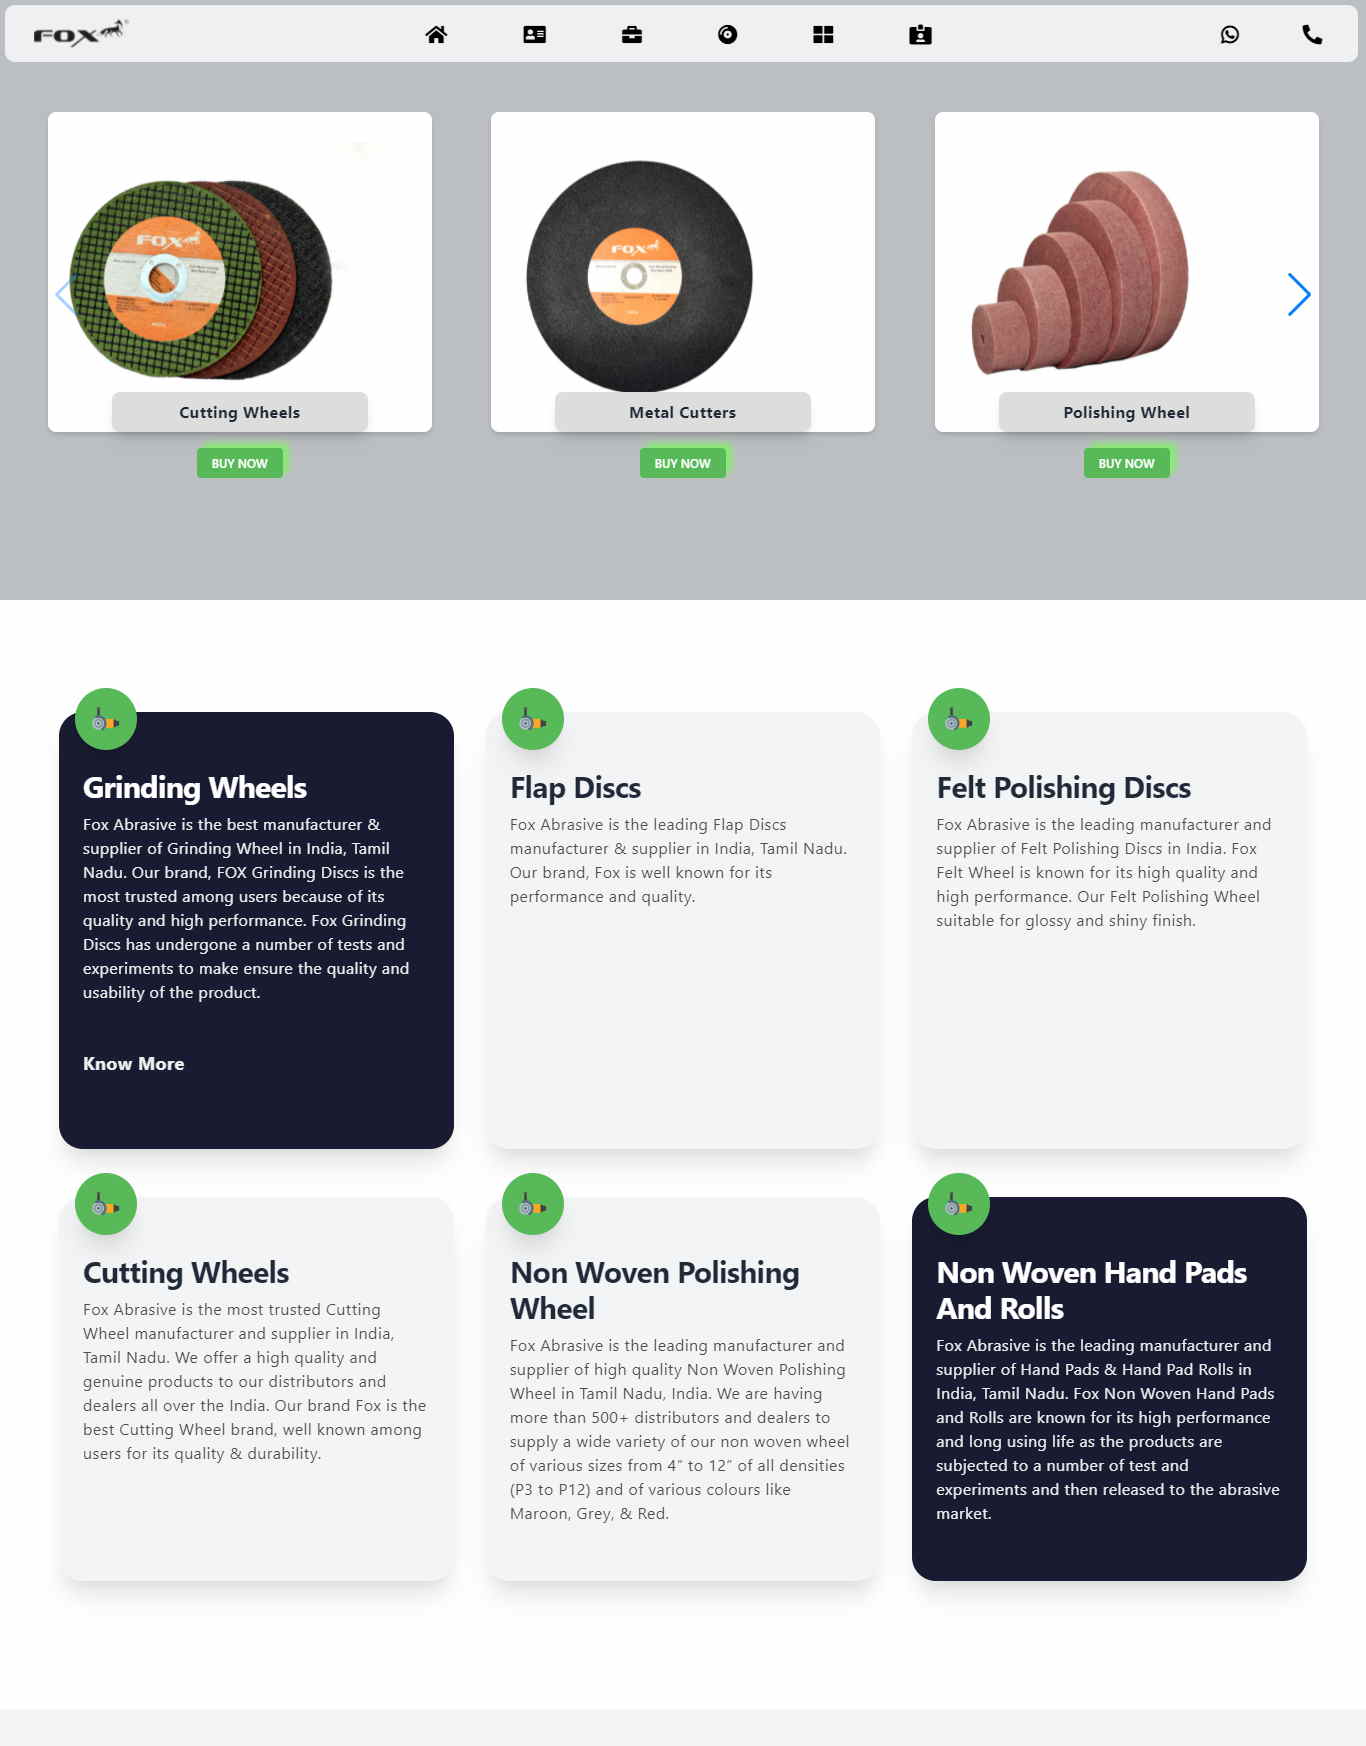 FOX
FOX
FOX
Cutting Wheels
Metal Cutters
Polishing Wheel
BUY NOW
BUY NOW
BUY NOW
Grinding Wheels
Fox Abrasive is the best manufacturer &
supplier of Grinding Wheel in India, Tamil
Nadu. Our brand, FOX Grinding Discs is the
most trusted among users because of its
quality and high performance. Fox Grinding
Discs has undergone a number of tests and
experiments to make ensure the quality and
usability of the product.
Know More
Flap Discs
Fox Abrasive is the leading Flap Discs
manufacturer & supplier in India, Tamil Nadu.
Our brand, Fox is well known for its
performance and quality.
Felt Polishing Discs
Fox Abrasive is the leading manufacturer and
supplier of Felt Polishing Discs in India. Fox
Felt Wheel is known for its high quality and
high performance. Our Felt Polishing Wheel
suitable for glossy and shiny finish.
Cutting Wheels
Fox Abrasive is the most trusted Cutting
Wheel manufacturer and supplier in India,
Tamil Nadu. We offer a high quality and
genuine products to our distributors and
dealers all over the India. Our brand Fox is the
best Cutting Wheel brand, well known among
users for its quality & durability.
Non Woven Polishing
Wheel
Fox Abrasive is the leading manufacturer and
supplier of high quality Non Woven Polishing
Wheel in Tamil Nadu, India. We are having
more than 500+ distributors and dealers to
supply a wide variety of our non woven wheel
of various sizes from 4″ to 12″ of all densities
(P3 to P12) and of various colours like
Maroon, Grey, & Red.
Non Woven Hand Pads
And Rolls
Fox Abrasive is the leading manufacturer and
supplier of Hand Pads & Hand Pad Rolls in
India, Tamil Nadu. Fox Non Woven Hand Pads
and Rolls are known for its high performance
and long using life as the products are
subjected to a number of test and
experiments and then released to the abrasive
market.